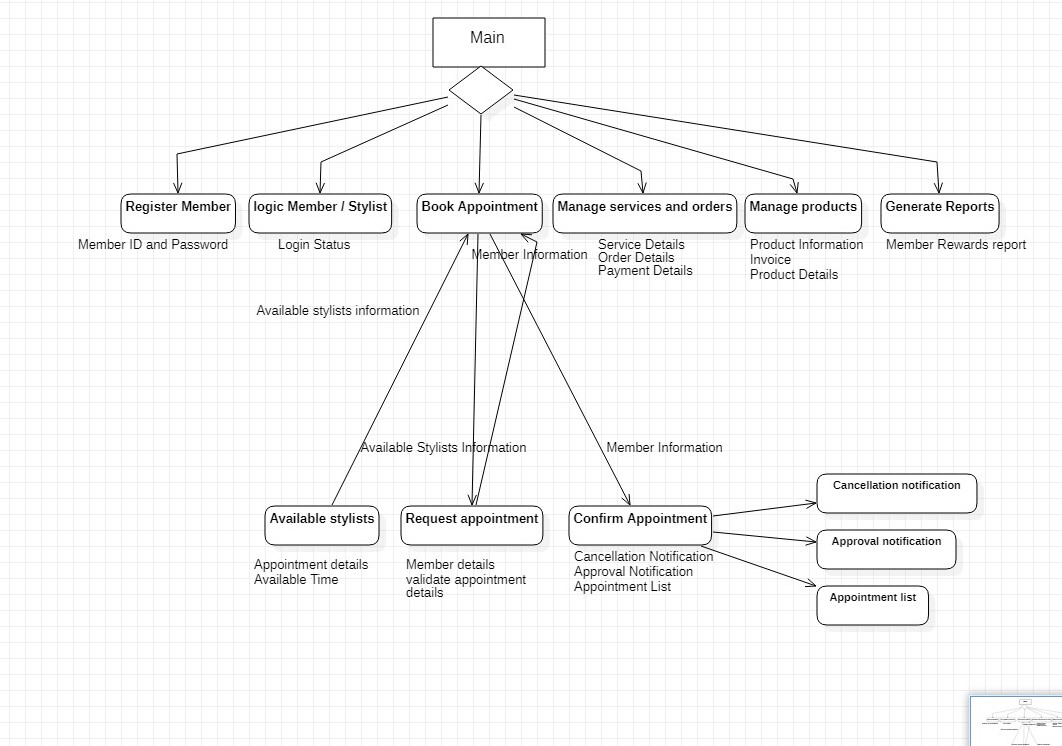 Main
Register Member
logic Member / Stylist
Book Appointment
Manage services and orders
Manage products
Generate Reports
Member ID and Password
Login Status
Member Information
Service Details
Order Details
Payment Details
Product Information
Invoice
Product Details
Member Rewards report
Available stylists information
Available Stylists Information
Member Information
Available stylists
Request appointment
Confirm Appointment
Cancellation notification
Approval notification
Appointment list
Appointment details
Available Time
Member details
validate appointment
details
Cancellation Notification
Approval Notification
Appointment List